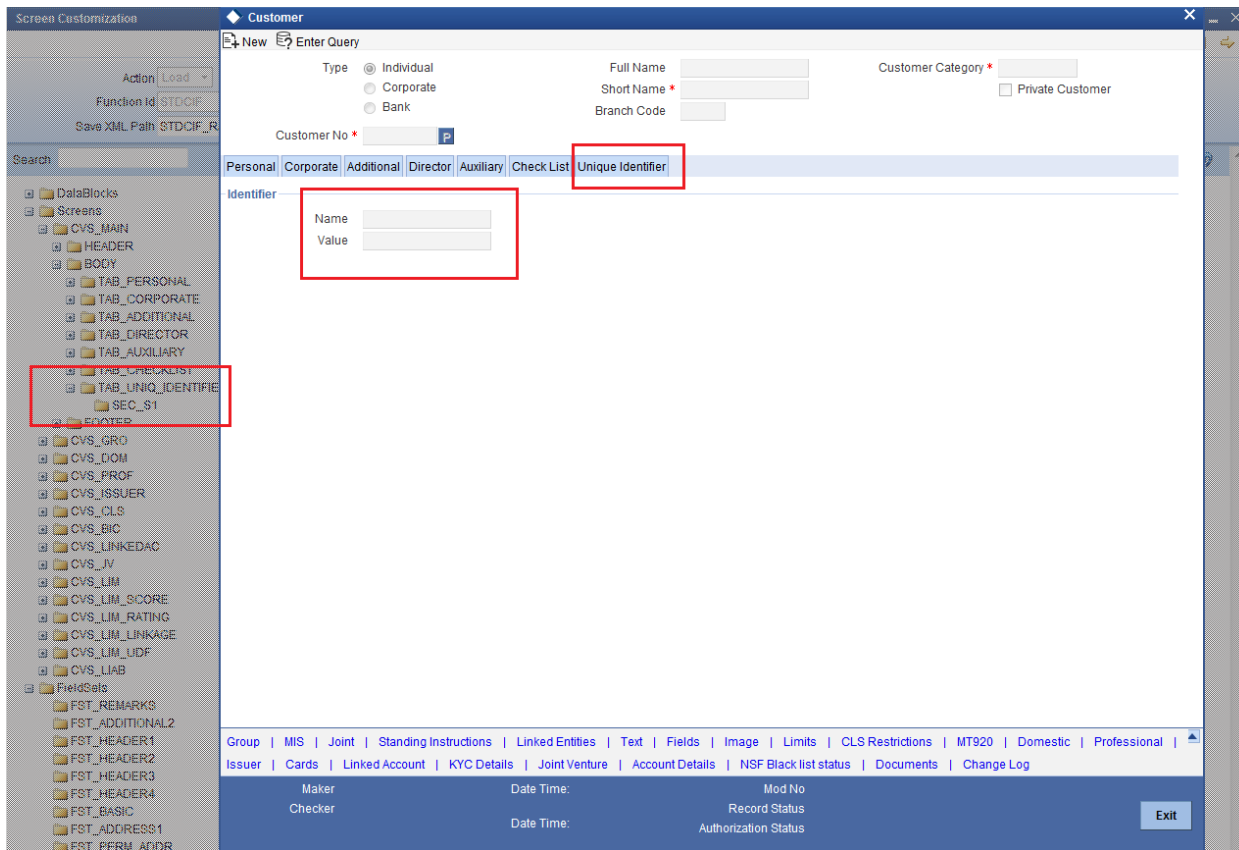 Screen Customization
Customer
New Enter Query
Action Load
Function Id STDCIF
Save XML Path STDCIF_R
Search
DataBlocks
Screens
CVS_MAIN
HEADER
BODY
TAB_PERSONAL
TAB_CORPORATE
TAB_ADDITIONAL
TAB_DIRECTOR
TAB_AUXILIARY
TAB_CHECKLIST
TAB_UNIQ_IDENTIFIE
SEC_S1
FOOTER
CVS_GRO
CVS_DOM
CVS_PROF
CVS_ISSUER
CVS_CLS
CVS_BIC
CVS_LINKEDAC
CVS_JV
CVS_LIM
CVS_LIM_SCORE
CVS_LIM_RATING
CVS_LIM_LINKAGE
CVS_LIM_UDF
CVS_LIAB
FieldSets
FST_REMARKS
FST_ADDITIONAL2
FST_HEADER1
FST_HEADER2
FST_HEADER3
FST_HEADER4
FST_BASIC
FST_ADDRESS1
FST_PERM_ADDR
Type Individual Full Name Customer Category *
Corporate Short Name * Private Customer
Bank Branch Code
Customer No * P
Personal Corporate Additional Director Auxiliary Check List Unique Identifier
Identifier
Name
Value
Group | MIS | Joint | Standing Instructions | Linked Entities | Text | Fields | Image | Limits | CLS Restrictions | MT920 | Domestic | Professional |
Issuer | Cards | Linked Account | KYC Details | Joint Venture | Account Details | NSF Black list status | Documents | Change Log
Maker Date Time: Mod No
Checker Record Status
Date Time: Authorization Status
Exit